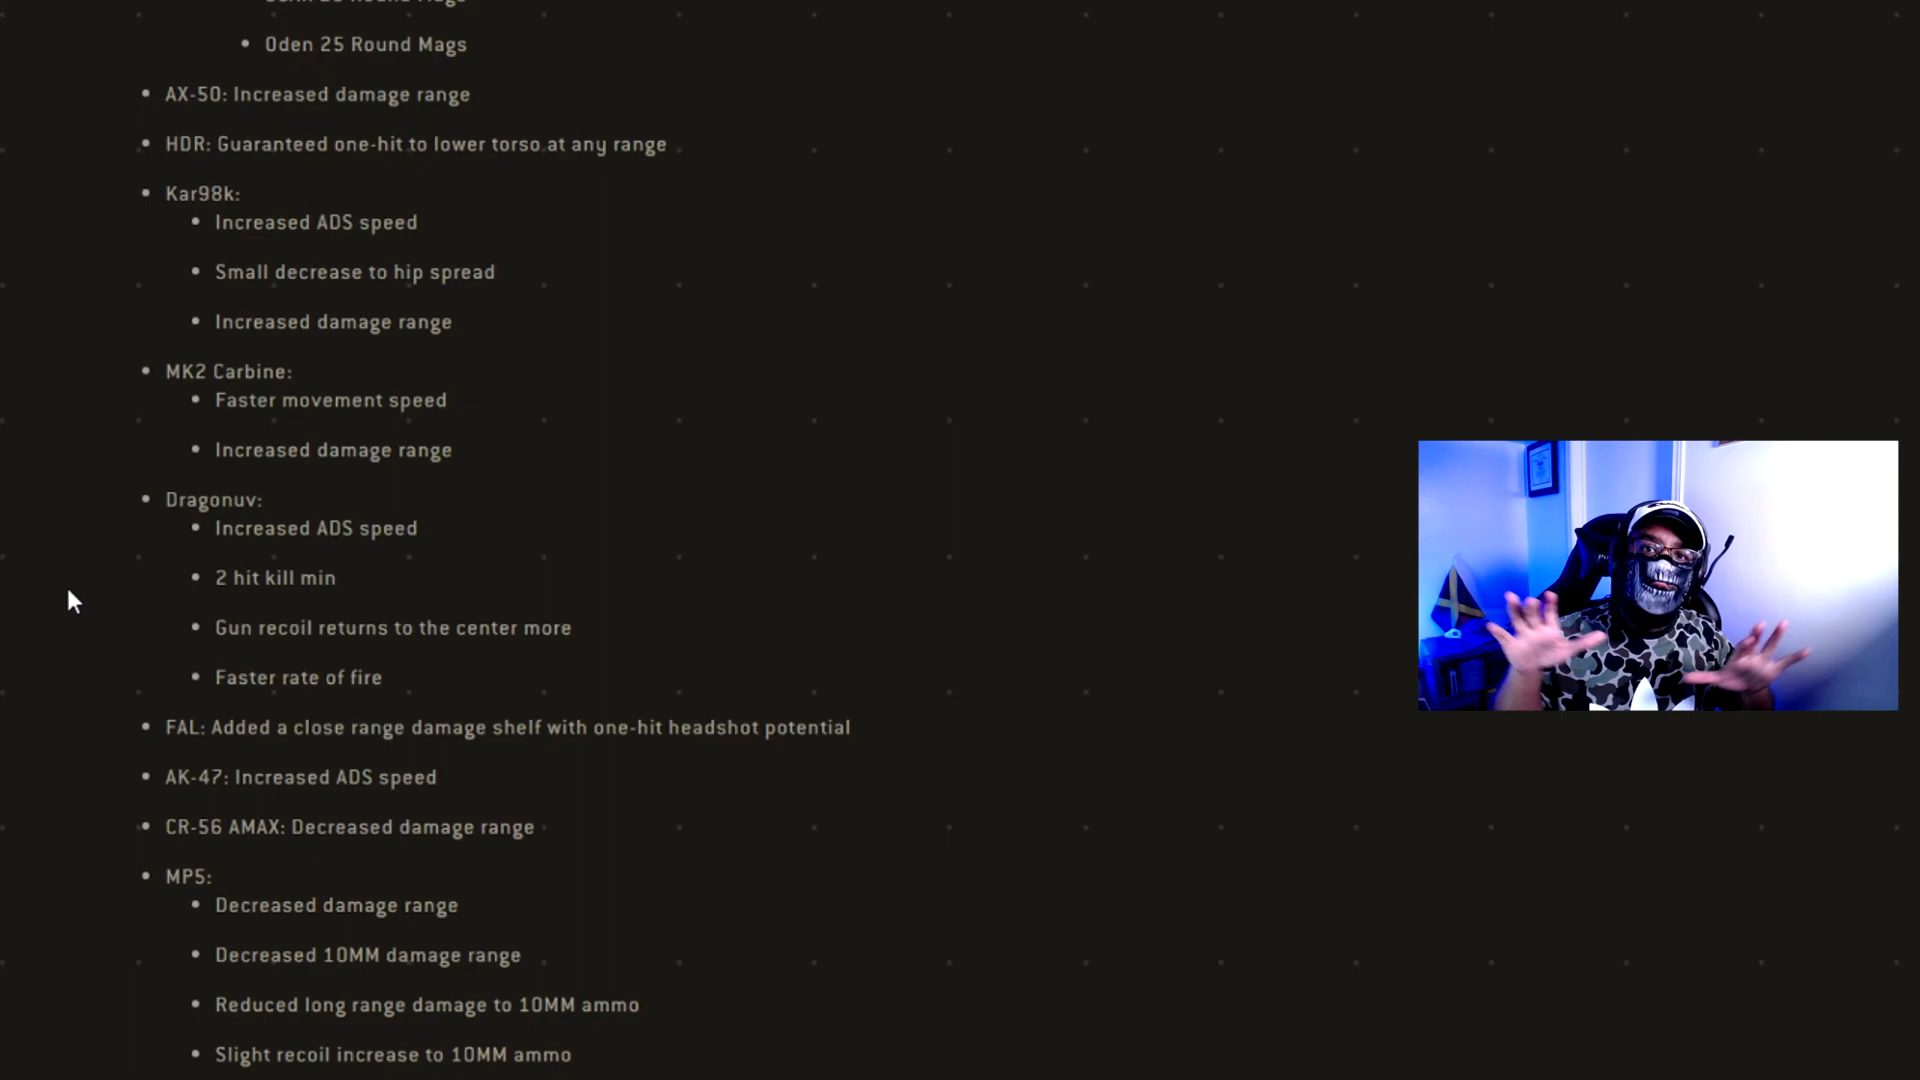 Oden 25 Round Mags
AX-50: Increased damage range
HDR: Guaranteed one-hit to lower torso at any range
Kar98k:
Increased ADS speed
Small decrease to hip spread
Increased damage range
MK2 Carbine:
Faster movement speed
Increased damage range
Dragonuv:
Increased ADS speed
2 hit kill min
Gun recoil returns to the center more
Faster rate of fire
FAL: Added a close range damage shelf with one-hit headshot potential
AK-47: Increased ADS speed
CR-56 AMAX: Decreased damage range
MP5:
Decreased damage range
Decreased 10MM damage range
Reduced long range damage to 10MM ammo
Slight recoil increase to 10MM ammo